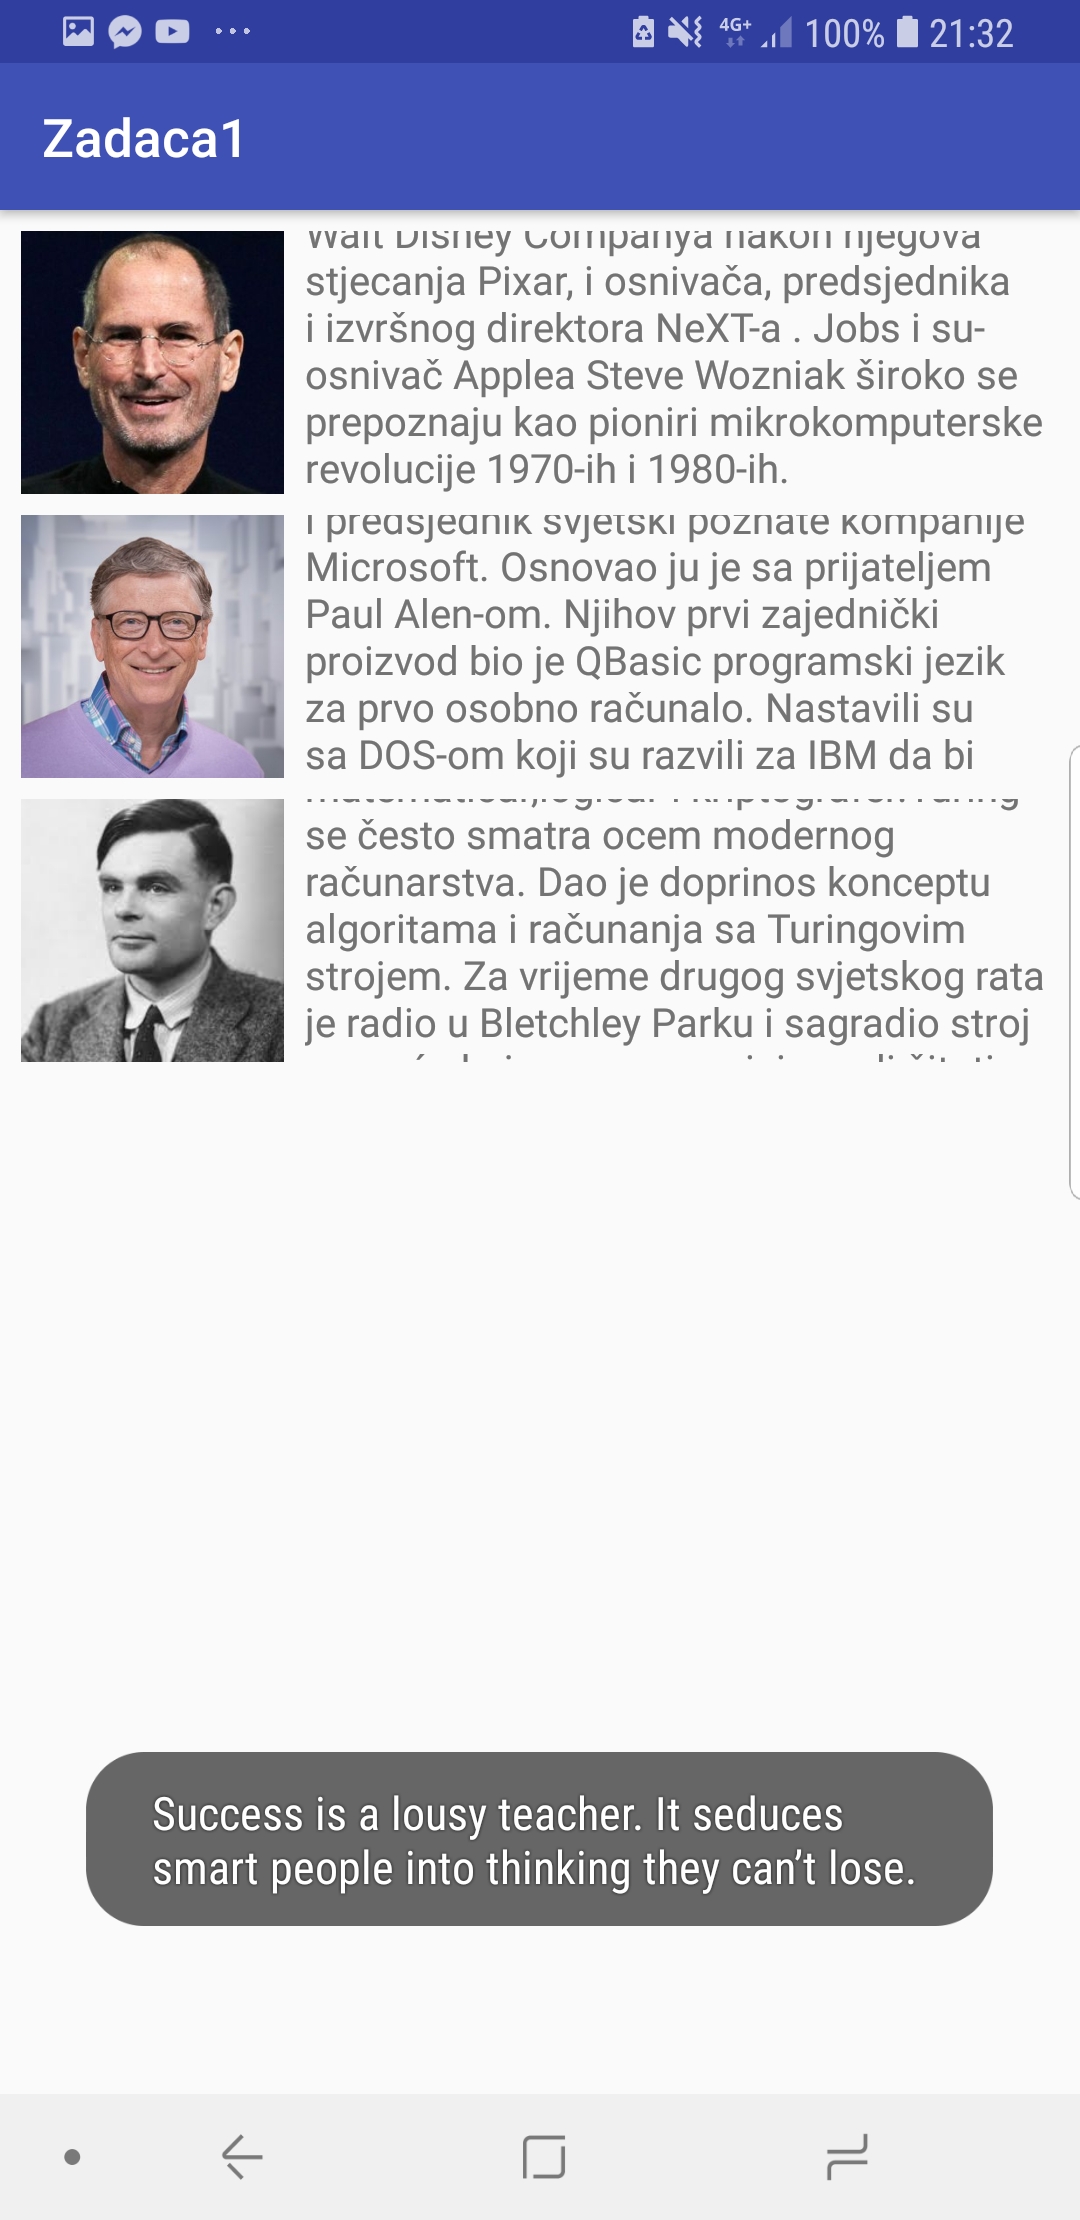 4G+ 100% 21:32
Zadaca1
Walt Disney Companya nakon njegova
stjecanja Pixar, i osnivača, predsjednika
i izvršnog direktora NeXT-a . Jobs i su-
osnivač Applea Steve Wozniak široko se
prepoznaju kao pioniri mikrokomputerske
revolucije 1970-ih i 1980-ih.
i predsjednik svjetski poznate kompanije
Microsoft. Osnovao ju je sa prijateljem
Paul Alen-om. Njihov prvi zajednički
proizvod bio je QBasic programski jezik
za prvo osobno računalo. Nastavili su
sa DOS-om koji su razvili za IBM da bi
se često smatra ocem modernog
računarstva. Dao je doprinos konceptu
algoritama i računanja sa Turingovim
strojem. Za vrijeme drugog svjetskog rata
je radio u Bletchley Parku i sagradio stroj
Success is a lousy teacher. It seduces
smart people into thinking they can’t lose.